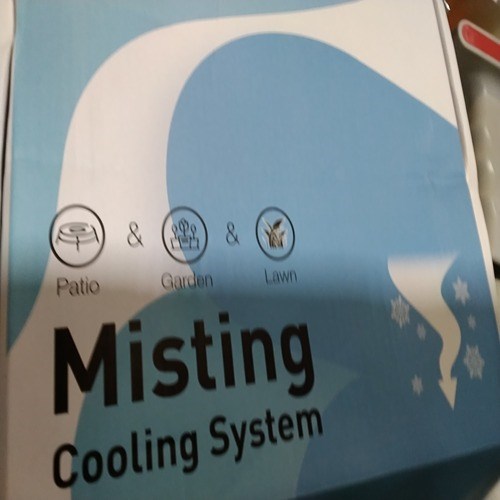 Patio & Garden & Lawn
Misting
Cooling System